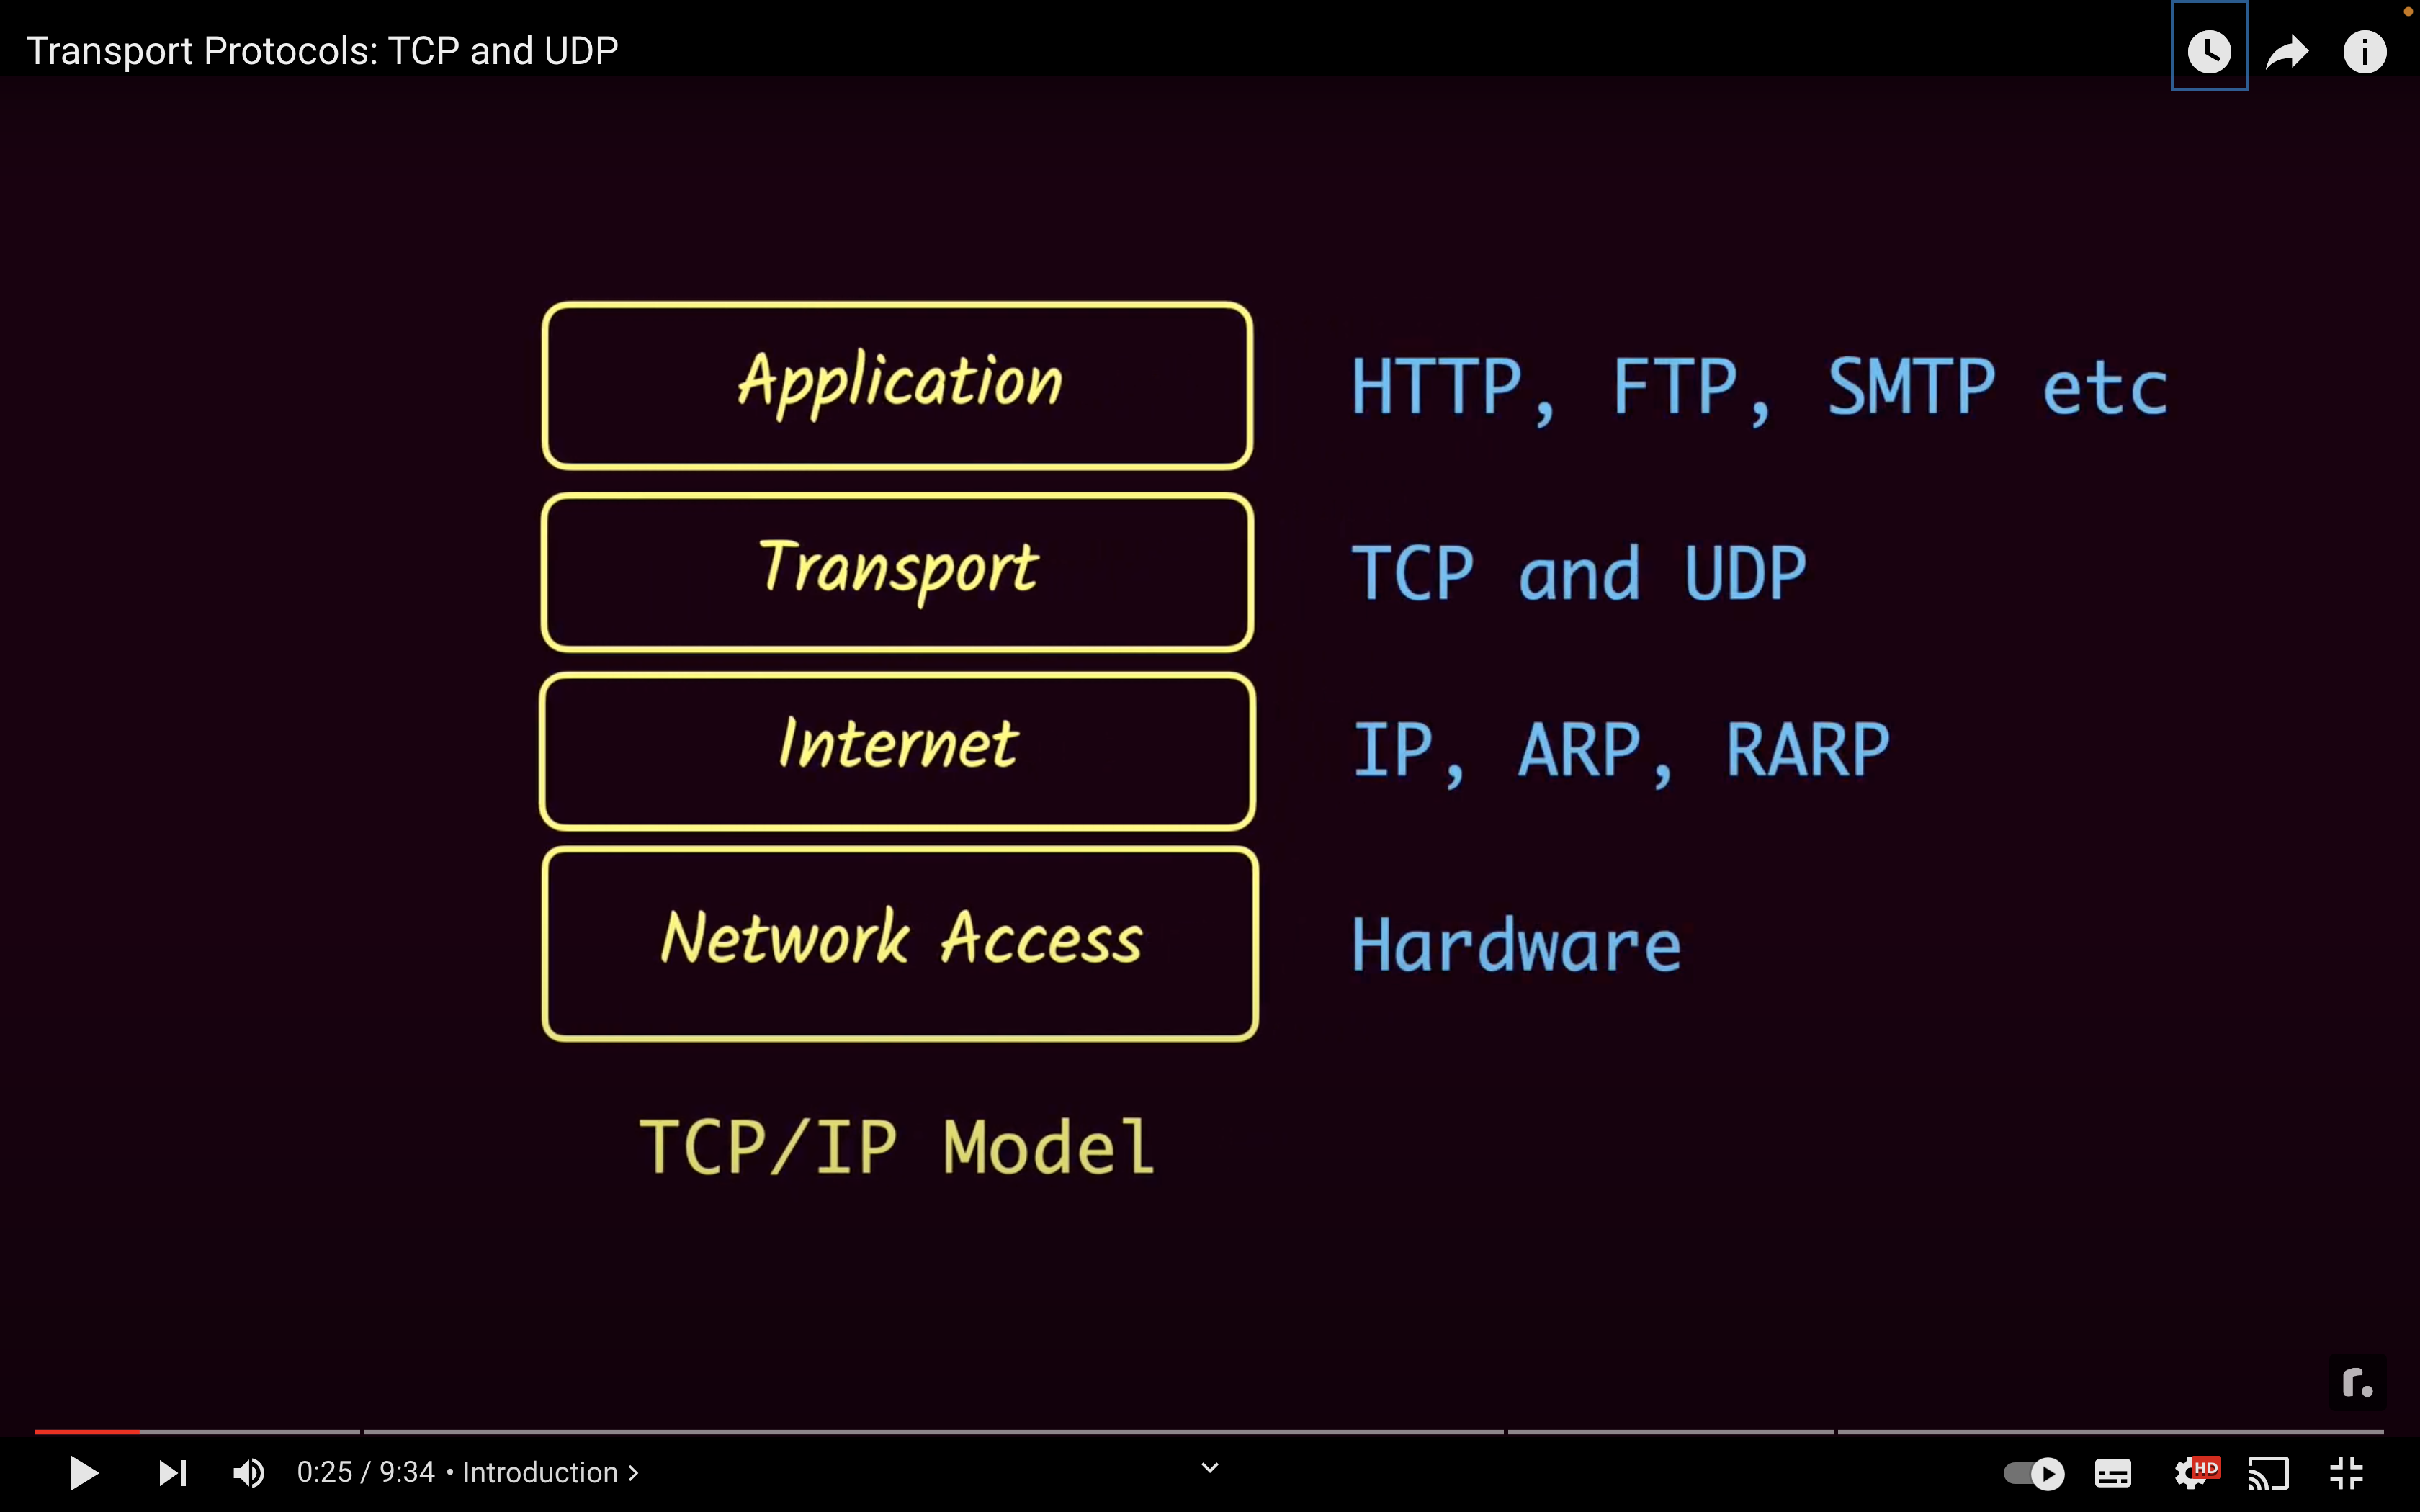 Transport Protocols: TCP and UDP
Application
HTTP, FTP, SMTP etc
Transport
TCP and UDP
Internet
IP, ARP, RARP
Network Access
Hardware
TCP/IP Model
r.
0:25 / 9:34 • Introduction >
HD